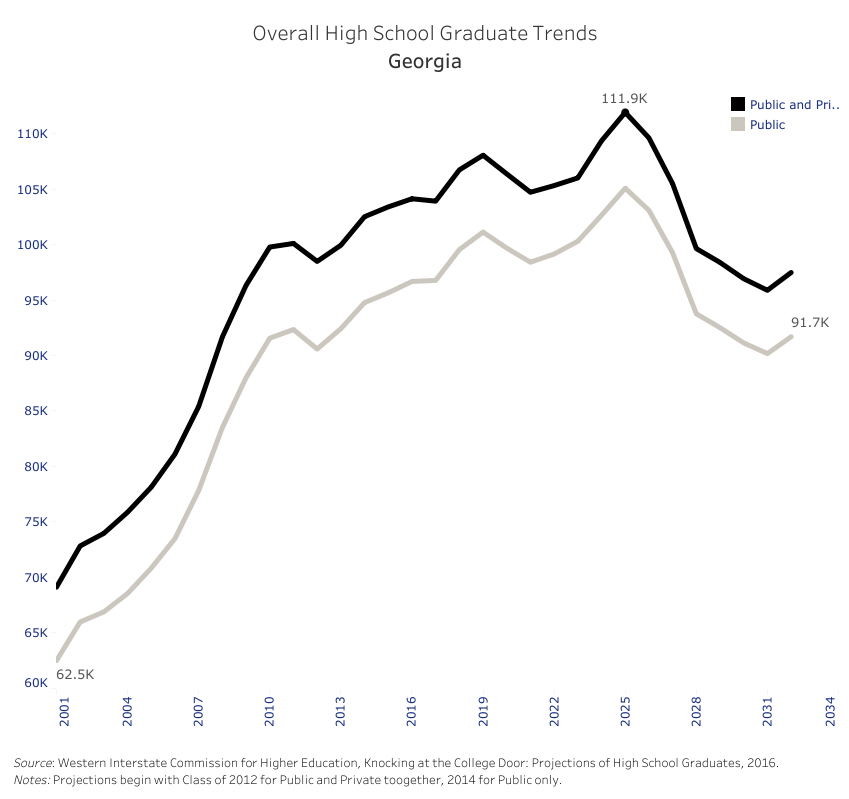 Overall High School Graduate Trends
Georgia
111.9K
Public and Pri..
Public
110K
105K
100K
95K
90K
85K
80K
75K
70K
65K
60K
91.7K
62.5K
2001
2004
2007
2010
2013
2016
2019
2022
2025
2028
2031
2034
Source: Western Interstate Commission for Higher Education, Knocking at the College Door: Projections of High School Graduates, 2016.
Notes: Projections begin with Class of 2012 for Public and Private toogether, 2014 for Public only.